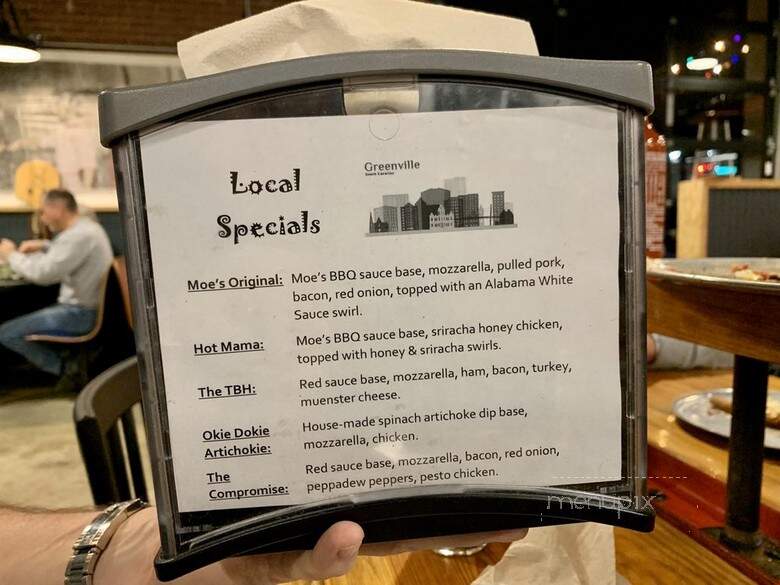 Local
Specials
Greenville
South Carolina
Moe's Original: Moe's BBQ sauce base, mozzarella, pulled pork,
bacon, red onion, topped with an Alabama White
Sauce swirl.
Hot Mama: Moe's BBQ sauce base, sriracha honey chicken,
topped with honey & sriracha swirls.
The TBH: Red sauce base, mozzarella, ham, bacon, turkey,
muenster cheese.
Okie Dokie House-made spinach artichoke dip base,
Artichokie: mozzarella, chicken.
The Red sauce base, mozzarella, bacon, red onion,
Compromise: peppadew peppers, pesto chicken.
menupix